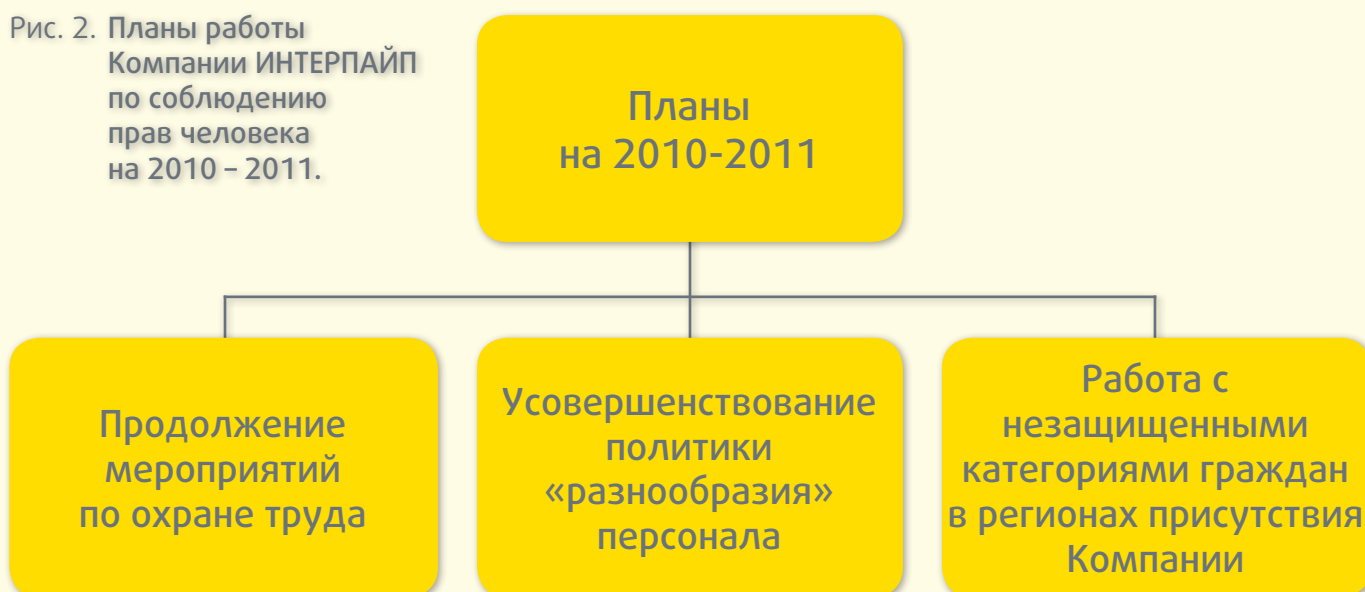 Рис. 2. Планы работы
Компании ИНТЕРПАЙП
по соблюдению
прав человека
на 2010 – 2011.
Планы
на 2010-2011
Продолжение
мероприятий
по охране труда
Усовершенствование
политики
«разнообразия»
персонала
Работа с
незащищенными
категориями граждан
в регионах присутствия
Компании